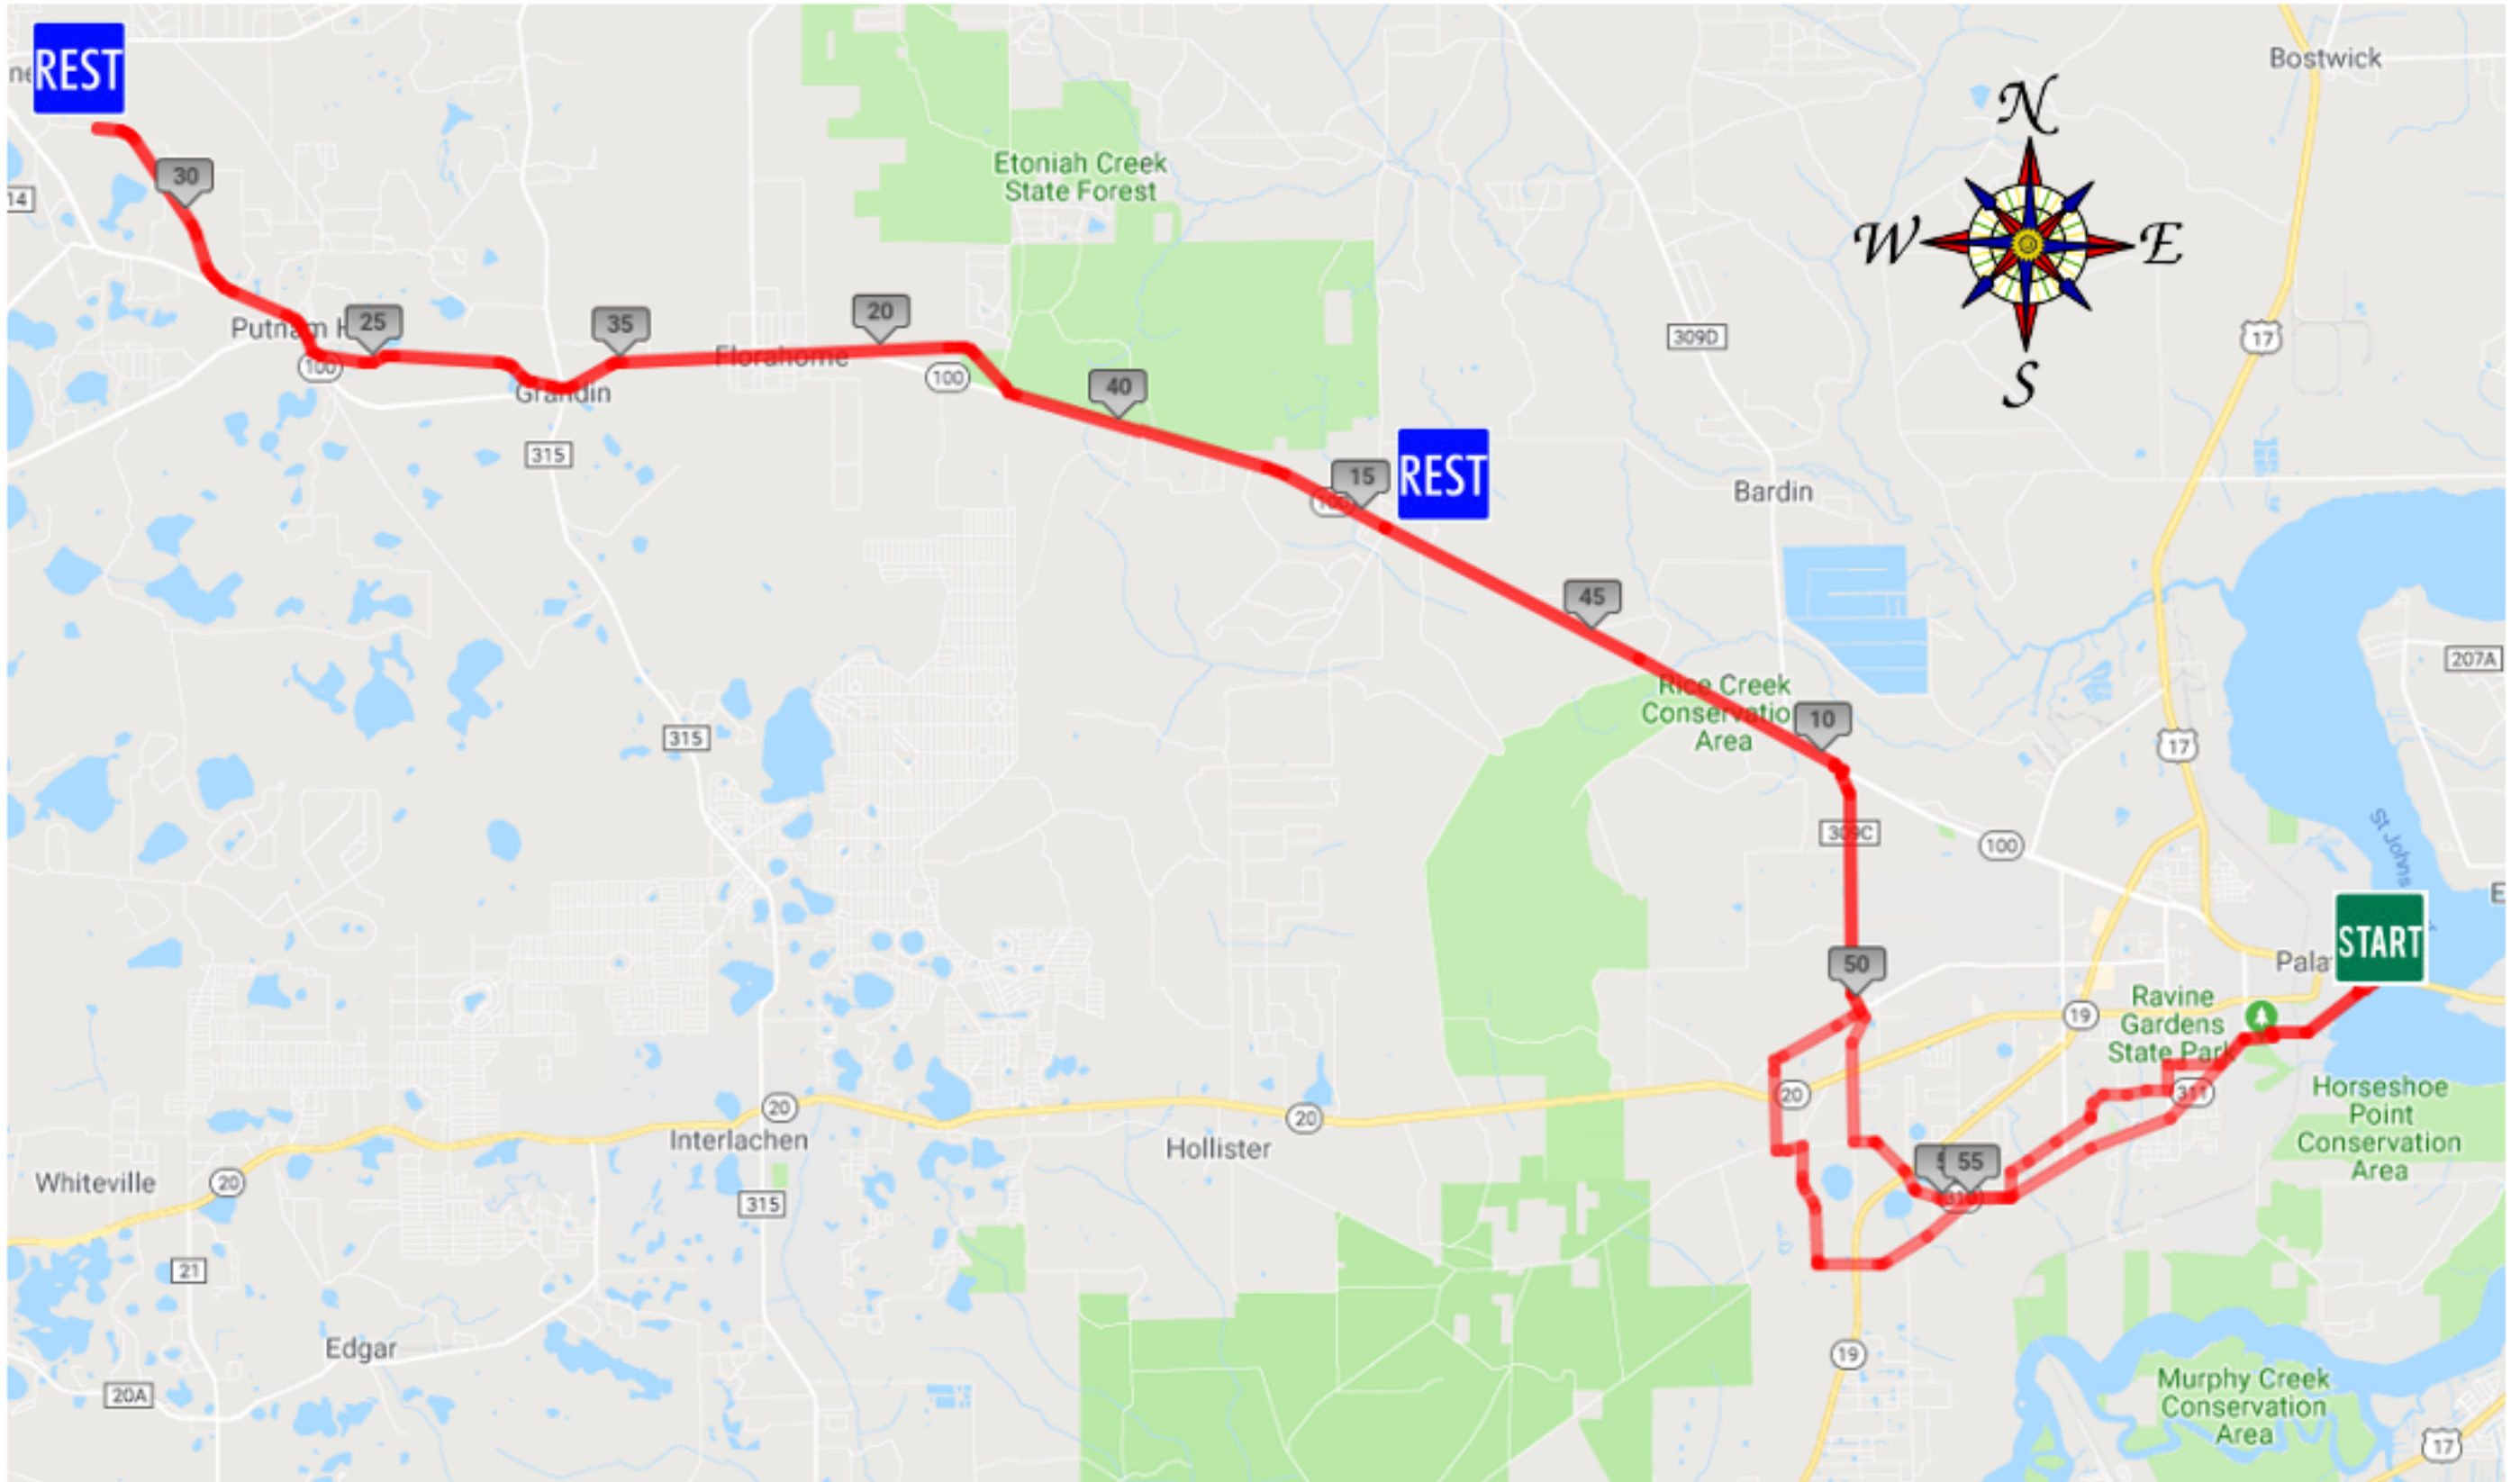 REST
Bostwick
N
Etoniah Creek
State Forest
30
14
W
E
20
25
35
309D
17
Florahome
100
100
40
S
Grandin
315
15
REST
Bardin
45
207A
Rice Creek
Area
10
315
17
309C
100
St Johns
START
50
Ravine
Gardens
State Park
19
20
311
20
20
Horseshoe
Point
Conservation
Area
Interlachen
Hollister
55
Whiteville
20
315
21
Edgar
19
20A
Murphy Creek
Conservation
Area
17